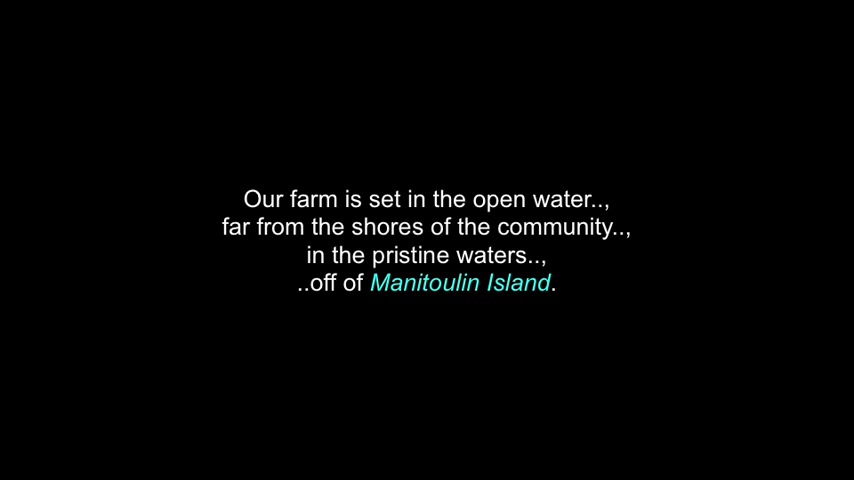 Our farm is set in the open water..,
far from the shores of the community..,
in the pristine waters..,
..off of Manitoulin Island.